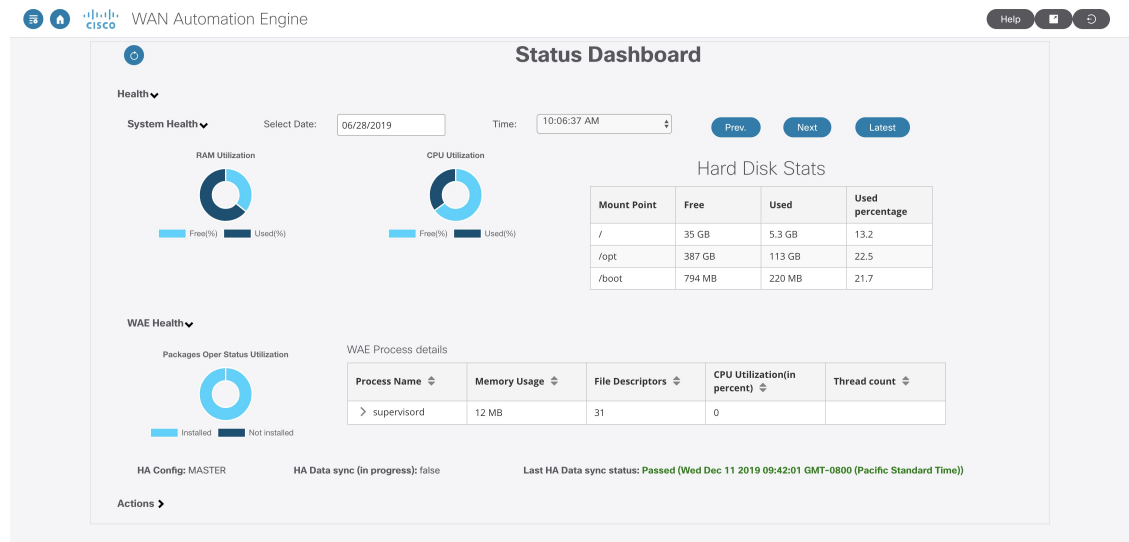 CISCO WAN Automation Engine Help
Status Dashboard
Health
System Health Select Date: 06/28/2019 Time: 10:06:37 AM Prev. Next Latest
RAM Utilization
Free(%) Used(%)
CPU Utilization
Free(%) Used(%)
Hard Disk Stats
Mount Point Free Used Used percentage
/ 35 GB 5.3 GB 13.2
/opt 387 GB 113 GB 22.5
/boot 794 MB 220 MB 21.7
WAE Health
Packages Oper Status Utilization
Installed Not installed
WAE Process details
Process Name Memory Usage File Descriptors CPU Utilization(in percent) Thread count
supervisord 12 MB 31 0
HA Config: MASTER HA Data sync (in progress): false Last HA Data sync status: Passed (Wed Dec 11 2019 09:42:01 GMT-0800 (Pacific Standard Time))
Actions